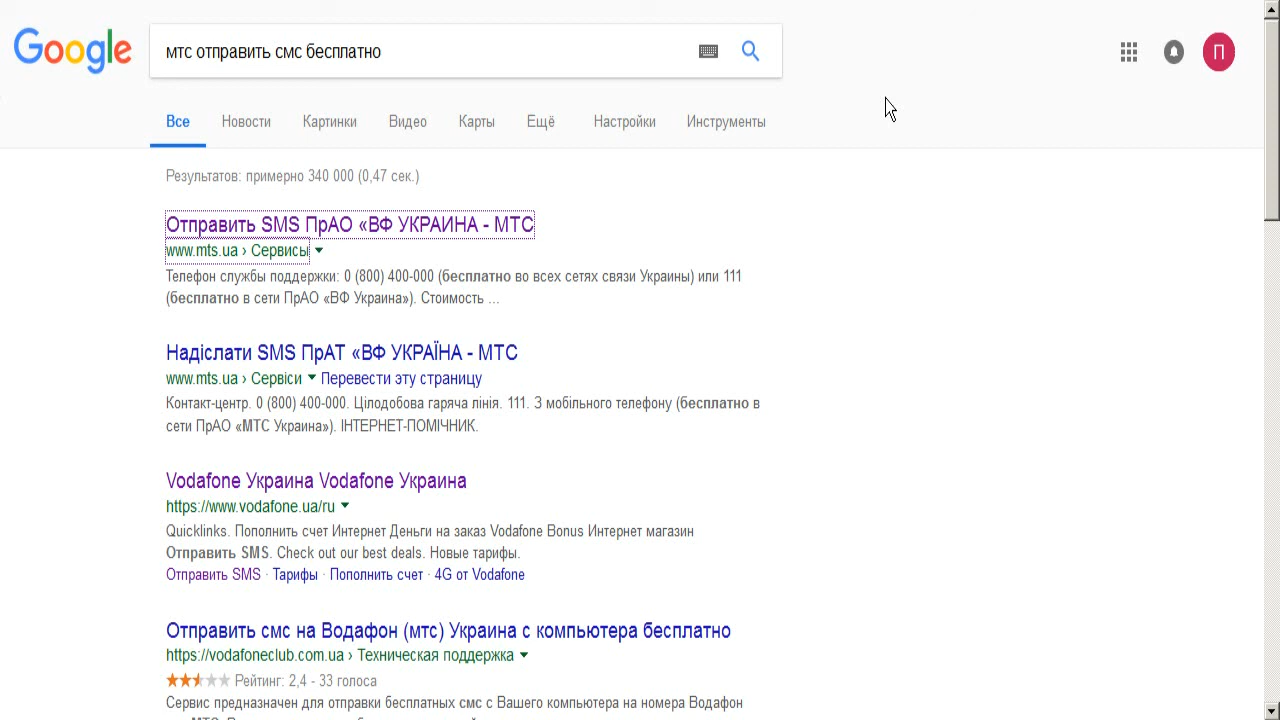 Google
мтс отправить смс бесплатно
П
Все Новости Картинки Видео Карты Ещё Настройки Инструменты
Результатов: примерно 340 000 (0,47 сек.)
Отправить SMS ПрАО «ВФ УКРАИНА - МТС
www.mts.ua › Сервисы
Телефон службы поддержки: 0 (800) 400-000 (бесплатно во всех сетях связи Украины) или 111
(бесплатно в сети ПрАО «ВФ Украина»). Стоимость ...
Надіслати SMS ПрАТ «ВФ УКРАЇНА - МТС
www.mts.ua › Сервіси Перевести эту страницу
Контакт-центр. 0 (800) 400-000. Цілодобова гаряча лінія. 111. З мобільного телефону (бесплатно в
сети ПрАО «МТС Украина»). ІНТЕРНЕТ-ПОМІЧНИК.
Vodafone Украина Vodafone Украина
https://www.vodafone.ua/ru
Quicklinks. Пополнить счет Интернет Деньги на заказ Vodafone Bonus Интернет магазин
Отправить SMS. Check out our best deals. Новые тарифы.
Отправить SMS · Тарифы · Пополнить счет · 4G от Vodafone
Отправить смс на Водафон (мтс) Украина с компьютера бесплатно
https://vodafoneclub.com.ua › Техническая поддержка
Рейтинг: 2,4 - 33 голоса
Сервис предназначен для отправки бесплатных смс с Вашего компьютера на номера Водафон